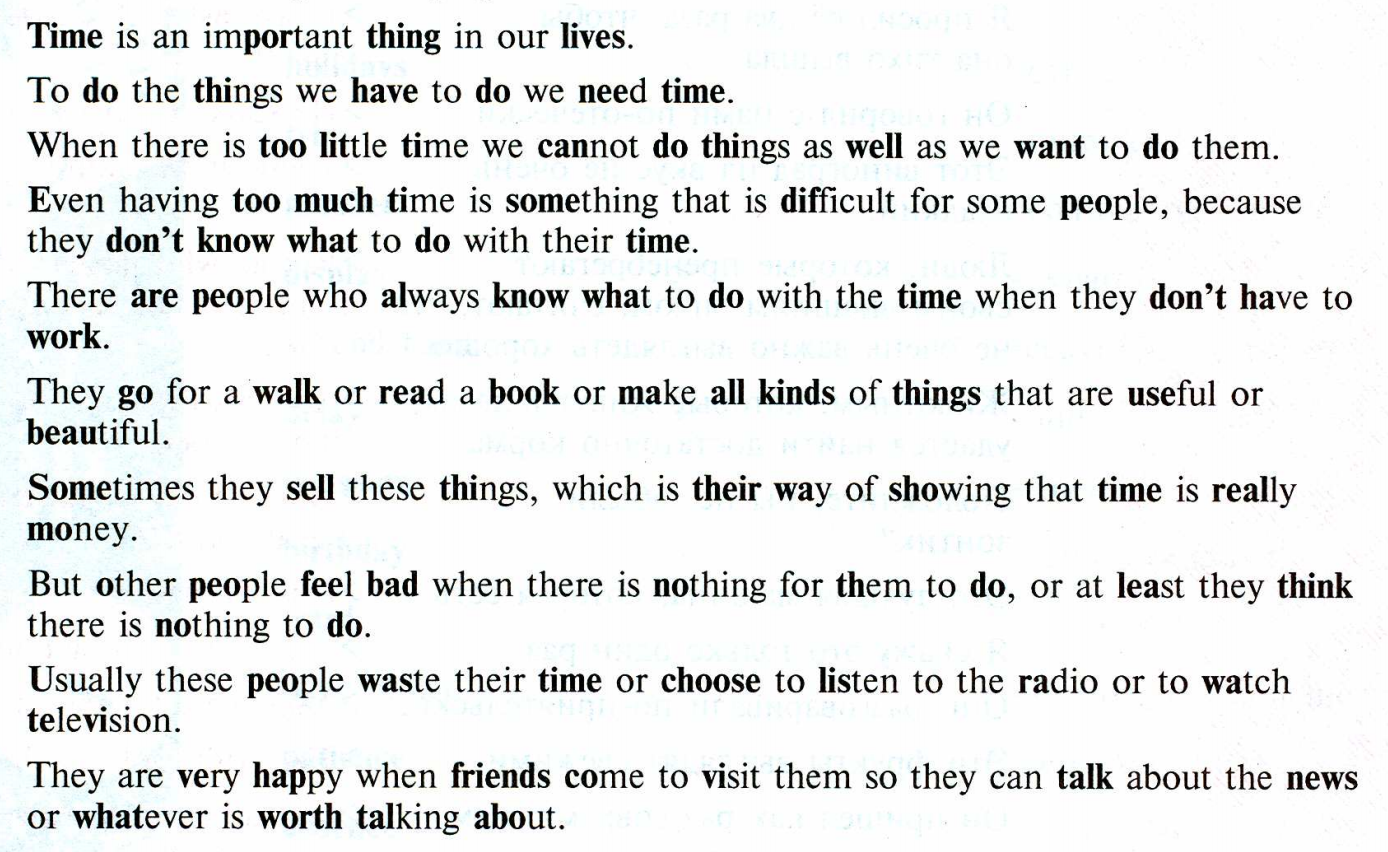 Time is an important thing in our lives.
To do the things we have to do we need time.
When there is too little time we cannot do things as well as we want to do them.
Even having too much time is something that is difficult for some people, because
they don't know what to do with their time.
There are people who always know what to do with the time when they don't have to
work.
They go for a walk or read a book or make all kinds of things that are useful or
beautiful.
Sometimes they sell these things, which is their way of showing that time is really
money.
But other people feel bad when there is nothing for them to do, or at least they think
there is nothing to do.
Usually these people waste their time or choose to listen to the radio or to watch
television.
They are very happy when friends come to visit them so they can talk about the news
or whatever is worth talking about.